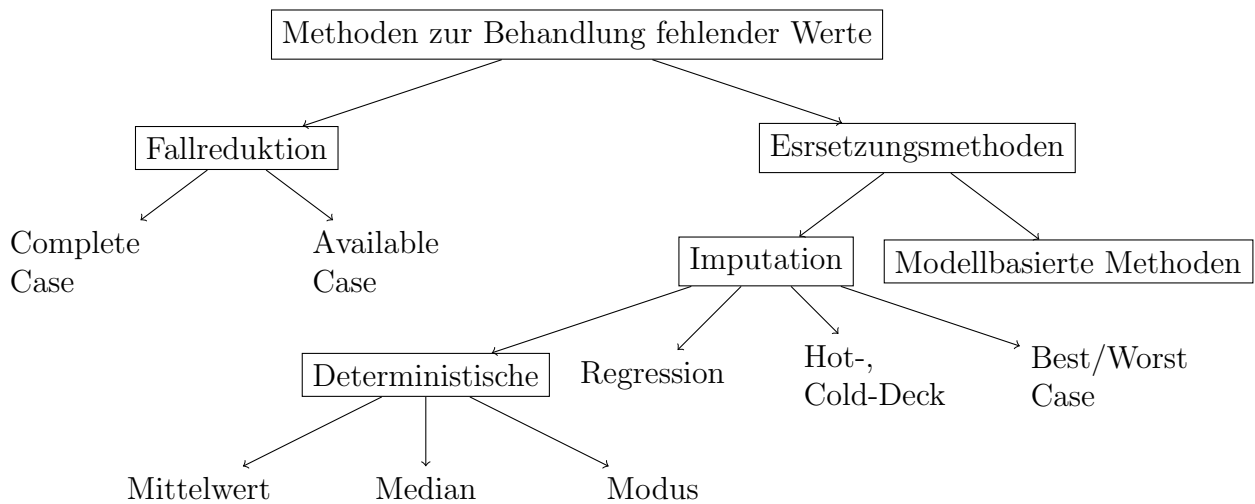 Methoden zur Behandlung fehlender Werte
Fallreduktion
Esrsetzungsmethoden
Complete
Case
Available
Case
Imputation
Modellbasierte Methoden
Deterministische
Regression
Hot-,
Cold-Deck
Best/Worst
Case
Mittelwert
Median
Modus